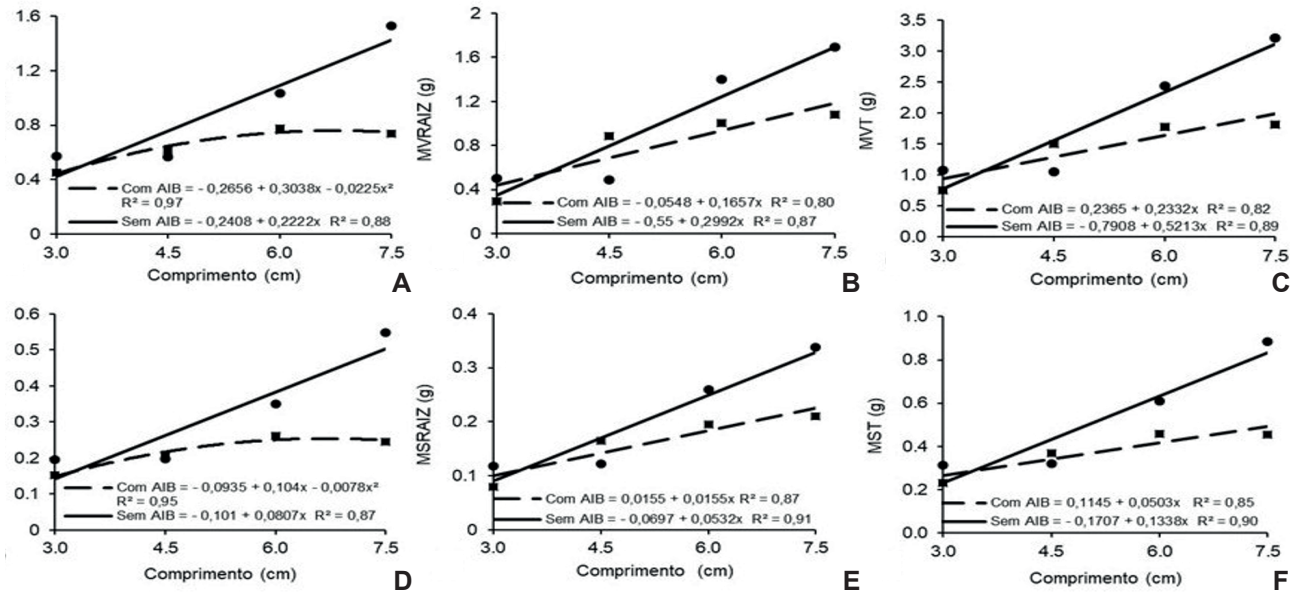 1.6
1.2
0.8
0.4
0
Com AIB = - 0,2656 + 0,3038x - 0,0225x²
R² = 0,97
Sem AIB = - 0,2408 + 0,2222x R² = 0,88
3.0 4.5 6.0 7.5
Comprimento (cm)
A
MVRAIZ (g)
2
1.6
1.2
0.8
0.4
0
Com AIB = - 0,0548 + 0,1657x R² = 0,80
Sem AIB = - 0,55 + 0,2992x R² = 0,87
3.0 4.5 6.0 7.5
Comprimento (cm)
B
MVT (g)
3.5
3.0
2.5
2.0
1.5
1.0
0.5
0.0
Com AIB = 0,2365 + 0,2332x R² = 0,82
Sem AIB = - 0,7908 + 0,5213x R² = 0,89
3.0 4.5 6.0 7.5
Comprimento (cm)
C
0.6
0.5
0.4
0.3
0.2
0.1
0
Com AIB = - 0,0935 + 0,104x - 0,0078x²
R² = 0,95
Sem AIB = - 0,101 + 0,0807x R² = 0,87
3.0 4.5 6.0 7.5
Comprimento (cm)
D
MSRAIZ (g)
0.4
0.3
0.2
0.1
0
Com AIB = 0,0155 + 0,0155x R² = 0,87
Sem AIB = - 0,0697 + 0,0532x R² = 0,91
3.0 4.5 6.0 7.5
Comprimento (cm)
E
MST (g)
1.0
0.8
0.6
0.4
0.2
0.0
Com AIB = 0,1145 + 0,0503x R² = 0,85
Sem AIB = - 0,1707 + 0,1338x R² = 0,90
3.0 4.5 6.0 7.5
Comprimento (cm)
F